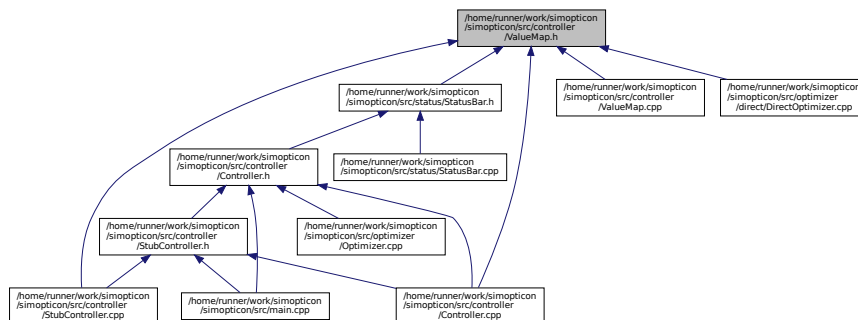 /home/runner/work/simopticon
/simopticon/src/controller
/ValueMap.h
/home/runner/work/simopticon
/simopticon/src/status/StatusBar.h
/home/runner/work/simopticon
/simopticon/src/controller
/ValueMap.cpp
/home/runner/work/simopticon
/simopticon/src/optimizer
/direct/DirectOptimizer.cpp
/home/runner/work/simopticon
/simopticon/src/controller
/Controller.h
/home/runner/work/simopticon
/simopticon/src/status/StatusBar.cpp
/home/runner/work/simopticon
/simopticon/src/controller
/StubController.h
/home/runner/work/simopticon
/simopticon/src/optimizer
/Optimizer.cpp
/home/runner/work/simopticon
/simopticon/src/controller
/StubController.cpp
/home/runner/work/simopticon
/simopticon/src/main.cpp
/home/runner/work/simopticon
/simopticon/src/controller
/Controller.cpp